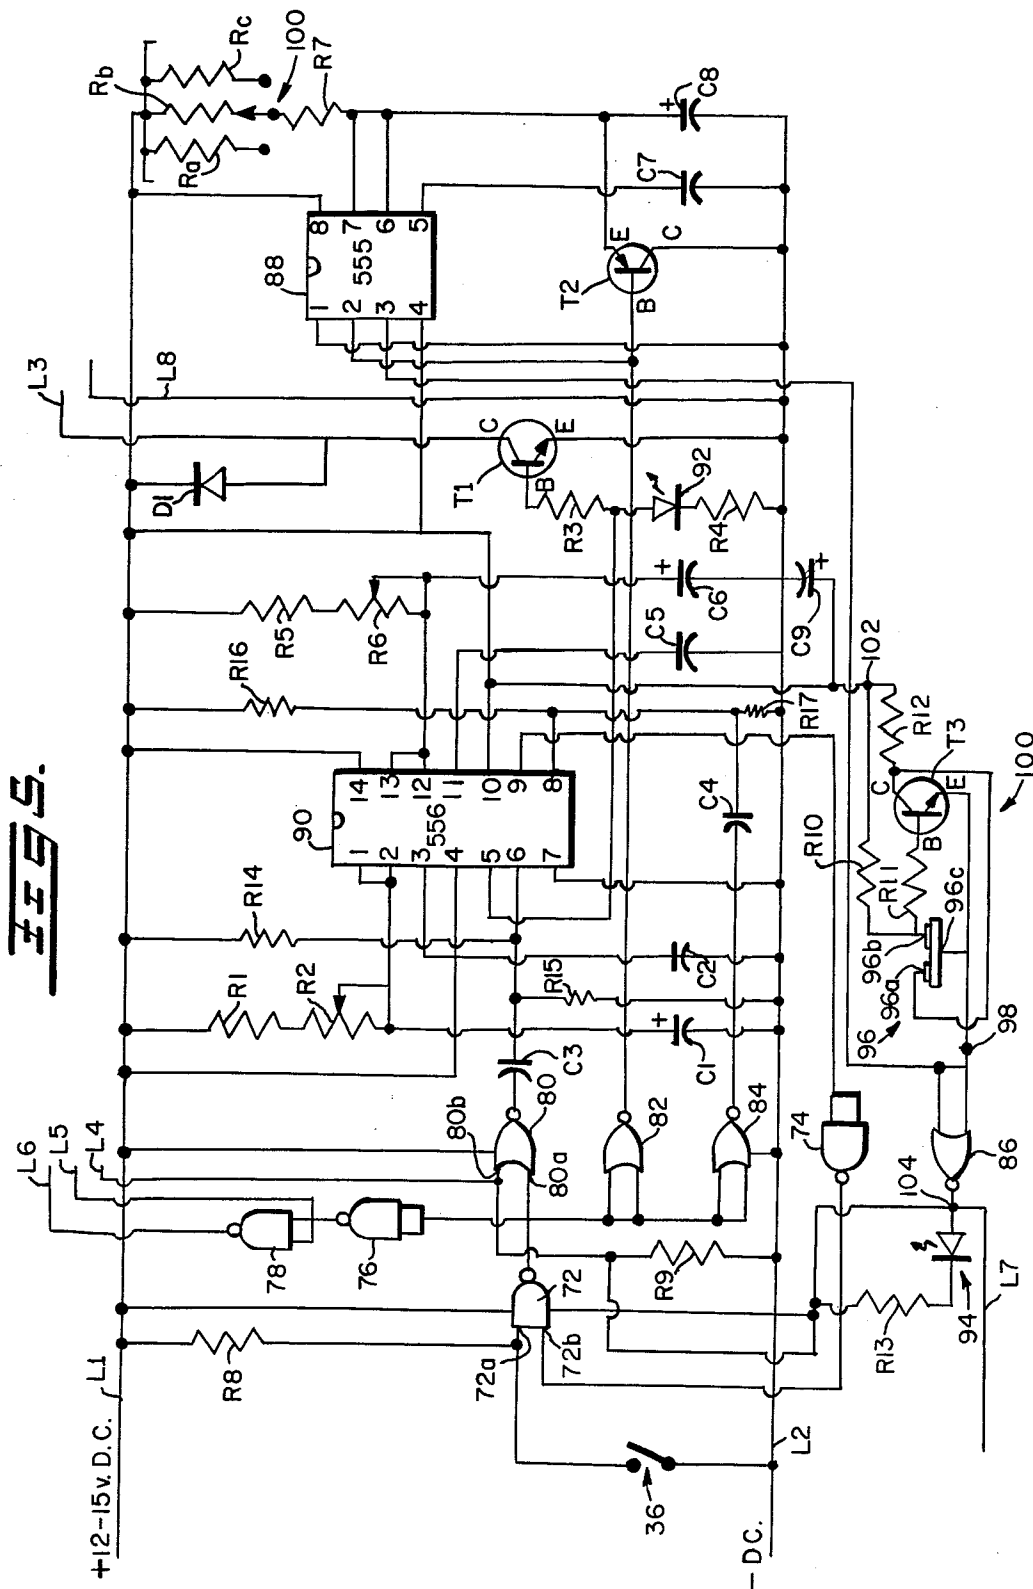 FIG 5.
+12-15 v. D.C.
L1
L6
L5
L4
L3
L8
R8
R1
R2
R14
R16
R5
R6
D1
Ra
Rb
Rc
100
R7
78
76
80b
80
80a
C3
90
1
2
3
4
5
6
7
14
13
12
11
10
9
8
556
88
1
2
3
4
8
7
6
5
555
T1
B
C
E
R3
92
R4
T2
B
E
C
C7
C8
72a
72b
72
R9
82
84
C1
+
R15
C2
C4
R17
C5
C6
+
C9
+
+
36
L2
- D.C.
74
104
86
98
R13
94
L7
96
96a
96b
96c
R10
R11
R12
102
T3
B
C
E
100